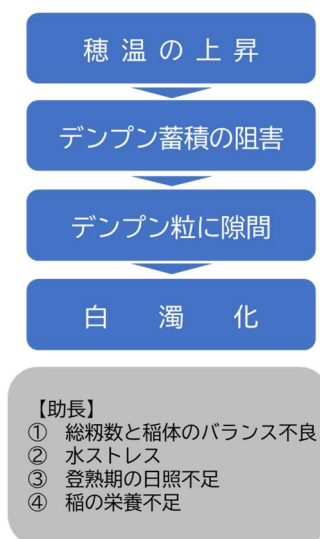 穂温の上昇
デンプン蓄積の阻害
デンプン粒に隙間
白濁化
【助長】
① 総籾数と稲体のバランス不良
② 水ストレス
③ 登熟期の日照不足
④ 稲の栄養不足